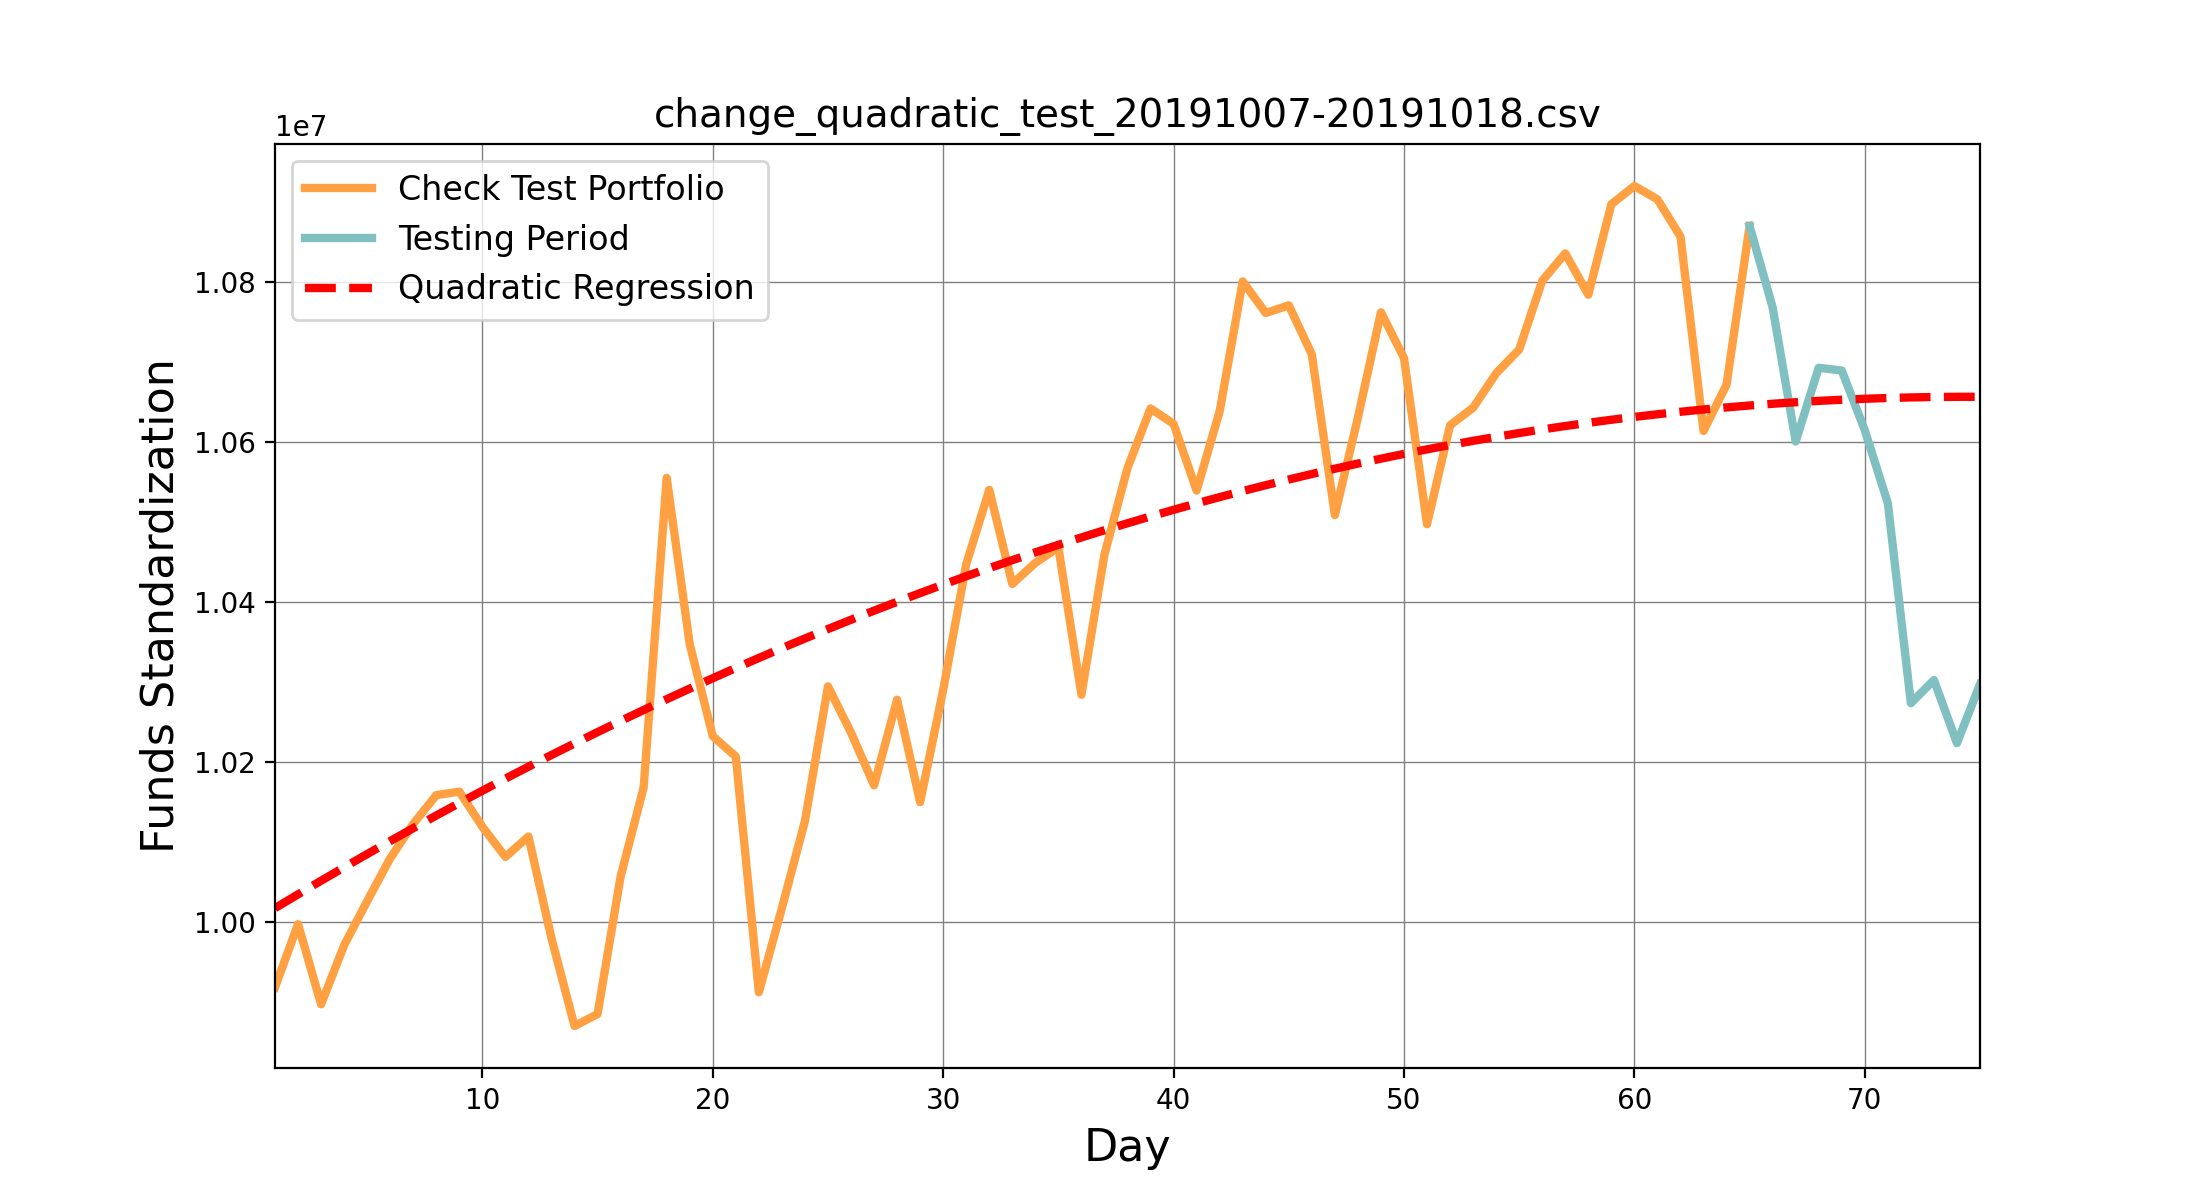 change_quadratic_test_20191007-20191018.csv
1e7
Check Test Portfolio
Testing Period
Quadratic Regression
1.08
1.06
1.04
1.02
1.00
Funds Standardization
10 20 30 40 50 60 70
Day